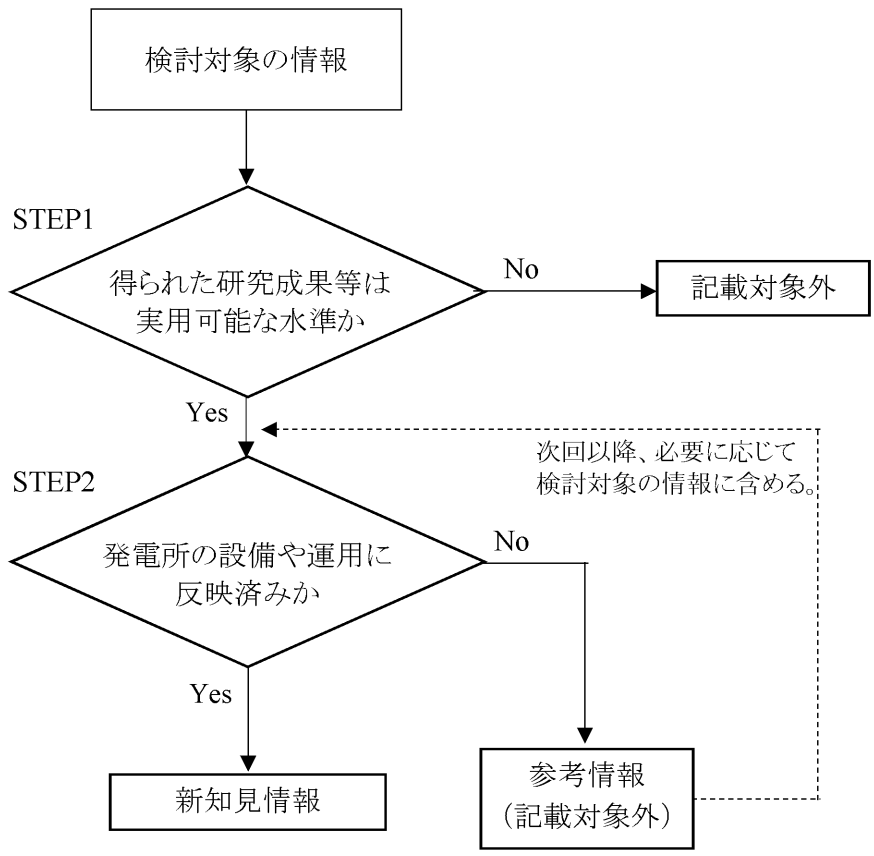 検討対象の情報
STEP1
得られた研究成果等は
実用可能な水準か
No
記載対象外
Yes
次回以降、必要に応じて
検討対象の情報に含める。
STEP2
発電所の設備や運用に
反映済みか
No
Yes
新知見情報
参考情報
（記載対象外）